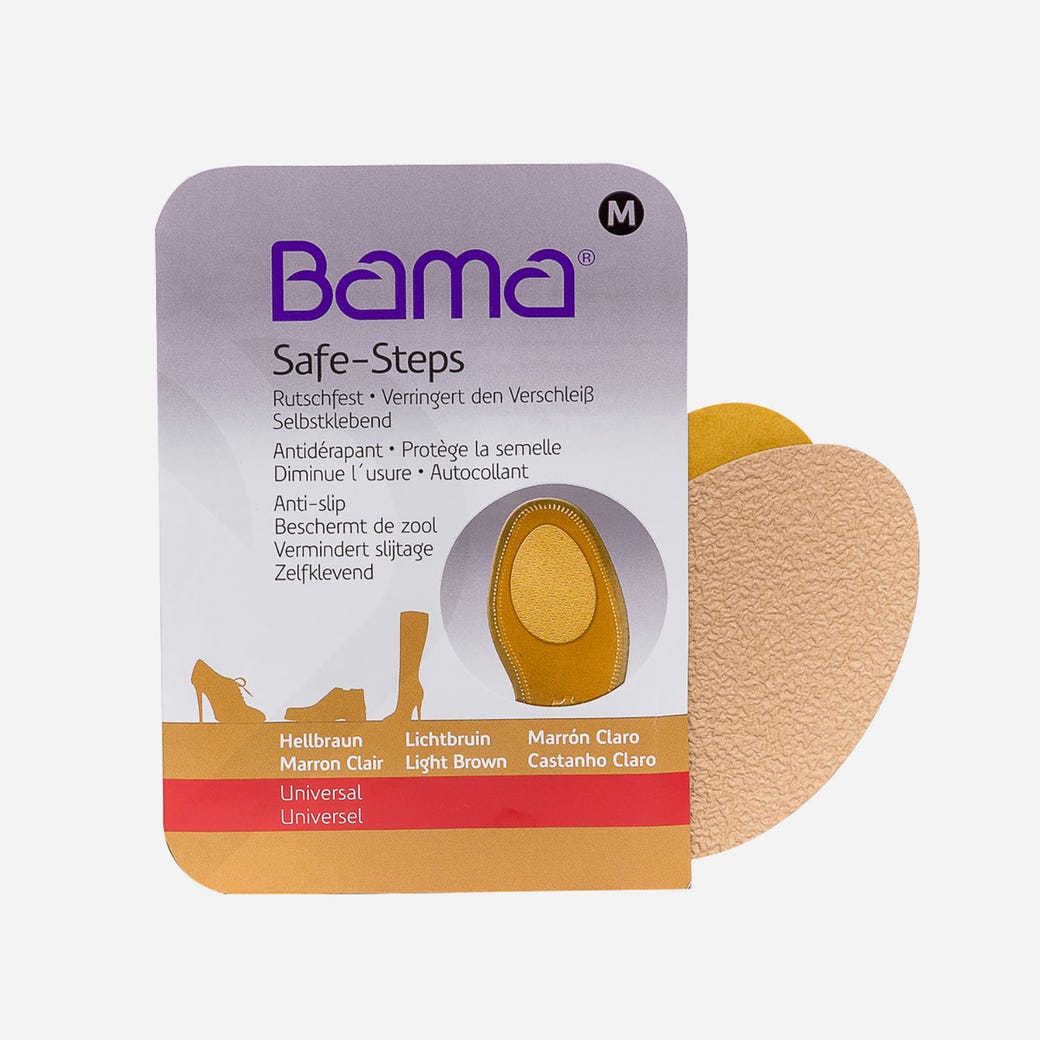 M
Bama®
Safe-Steps
Rutschfest • Verringert den Verschleiß
Selbstklebend
Antidérapant • Protège la semelle
Diminue l´usure • Autocollant
Anti-slip
Beschermt de zool
Vermindert slijtage
Zelfklevend
Hellbraun Lichtbruin Marrón Claro
Marron Clair Light Brown Castanho Claro
Universal
Universel